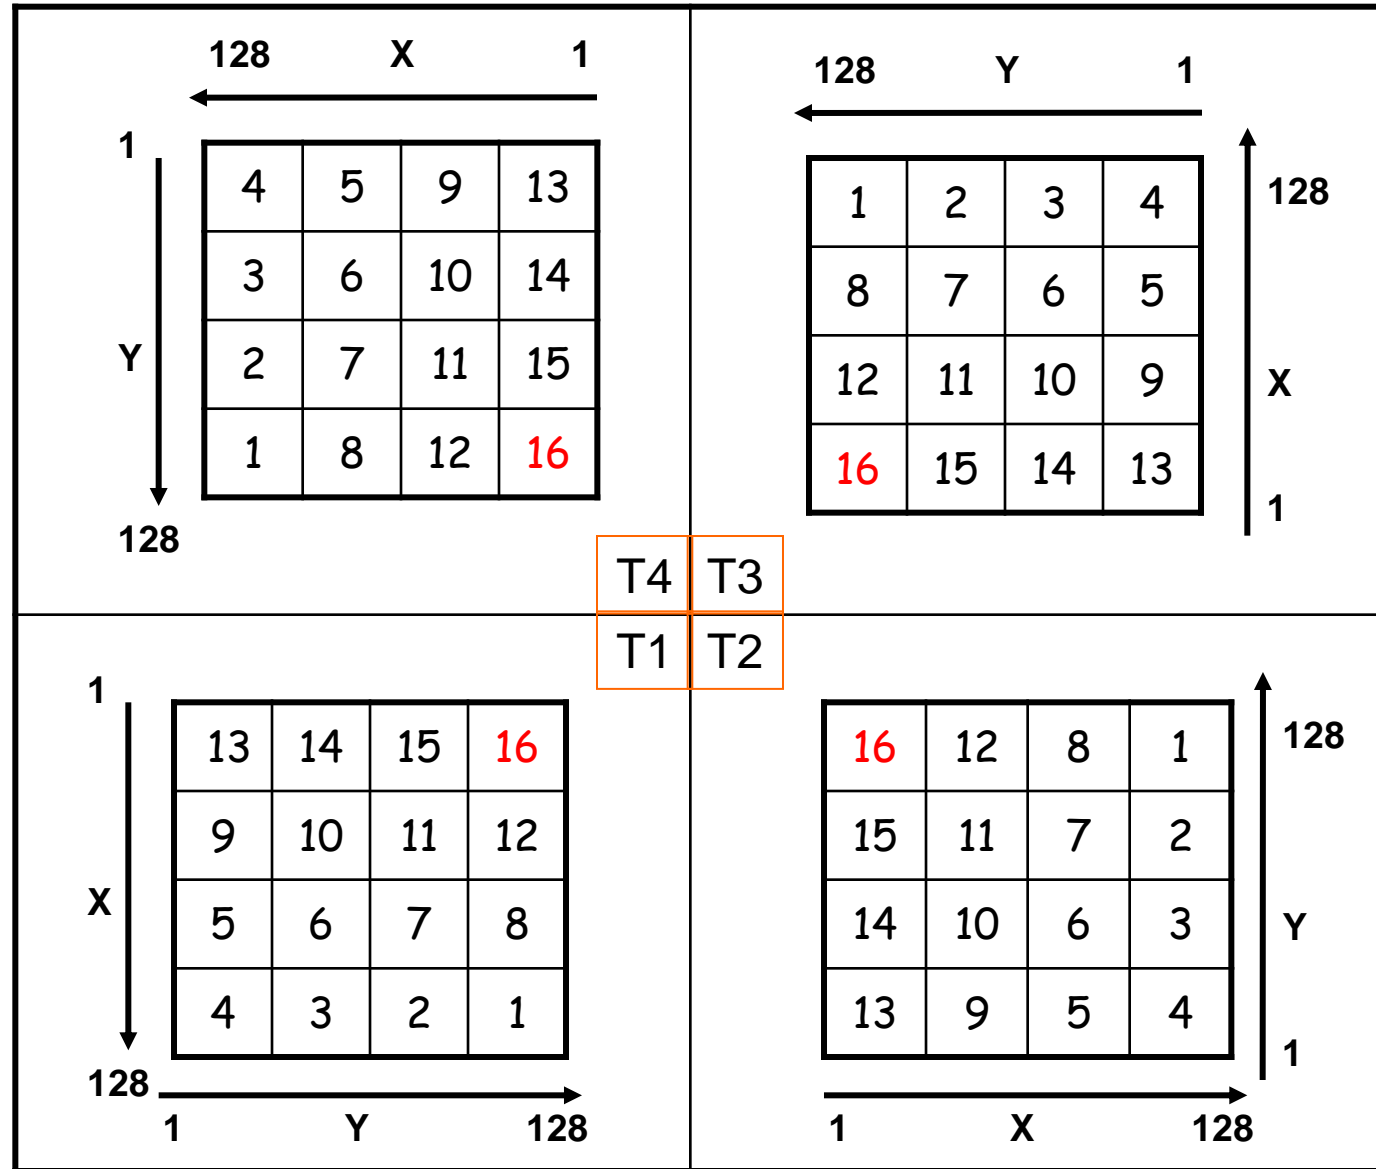 128 X 1
1
4 5 9 13
3 6 10 14
Y
2 7 11 15
1 8 12 16
128
128 Y 1
128
1 2 3 4
8 7 6 5
12 11 10 9
X
16 15 14 13
1
T4 T3
T1 T2
1
13 14 15 16
9 10 11 12
X
5 6 7 8
4 3 2 1
128
1 Y 128
128
16 12 8 1
15 11 7 2
14 10 6 3
Y
13 9 5 4
1
1 X 128